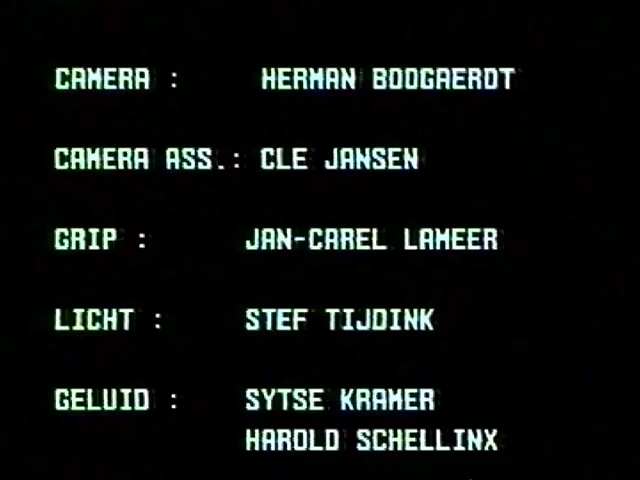 CAMERA : HERMAN BOOGAERDT
CAMERA ASS.: CLE JANSEN
GRIP : JAN-CAREL LAMEER
LICHT : STEF TIJDINK
GELUID : SYTSE KRAMER
HAROLD SCHELLINX